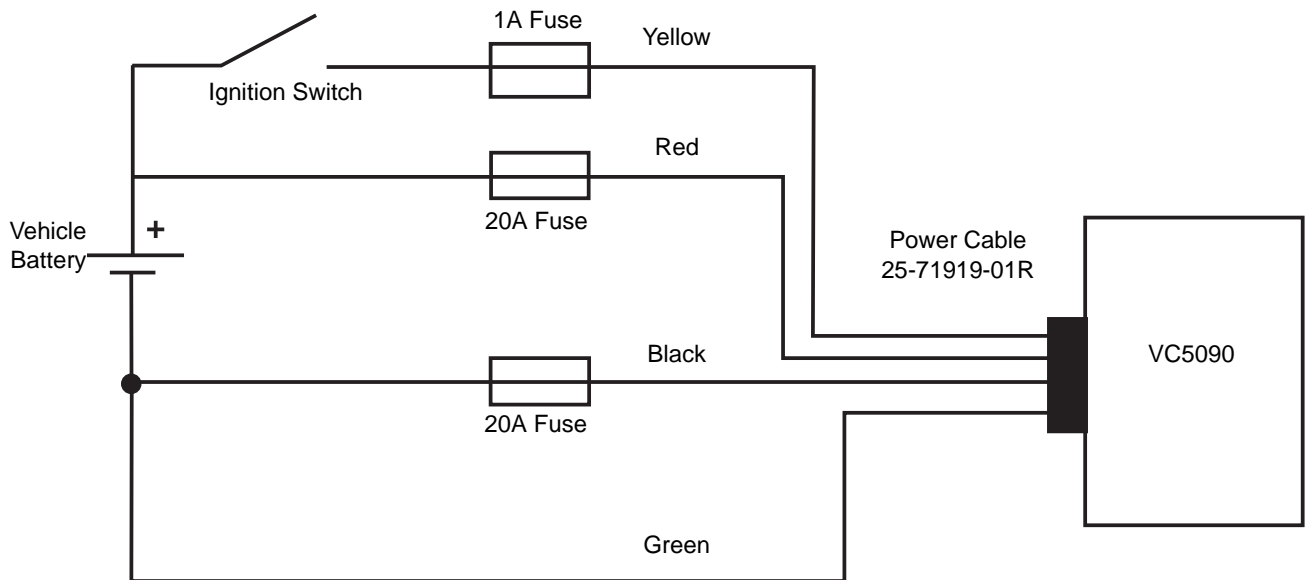 1A Fuse
Yellow
Ignition Switch
Red
20A Fuse
Vehicle
Battery
+
Power Cable
25-71919-01R
Black
VC5090
20A Fuse
Green